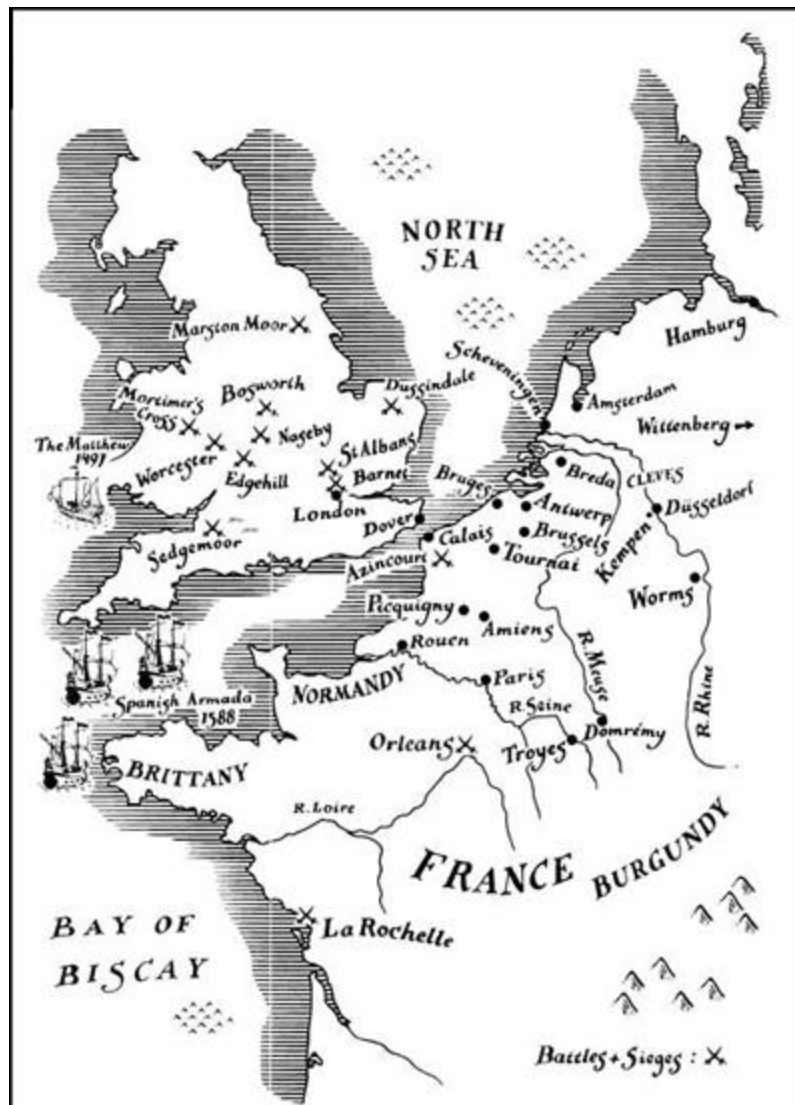 NORTH
SEA
Marston Moor
Hamburg
Scheveningen
Mortimer's
Cross
Bosworth
Dussindale
Amsterdam
Wittenberg
The Matthew
1497
Worcester
Naseby
Edgehill
St Albans
Barnet
London
Bruges
Breda
CLEVES
Antwerp
Düsseldorf
Kempen
Sedgemoor
Dover
Calais
Brussels
Azincourt
Tournai
Worms
Picquigny
Amiens
Rouen
R. Meuse
R. Rhine
NORMANDY
Paris
Spanish Armada
1588
R. Seine
Domrémy
Orleans
Troyes
BRITTANY
R. Loire
FRANCE
BURGUNDY
BAY OF
BISCAY
La Rochelle
Battles + Sieges :